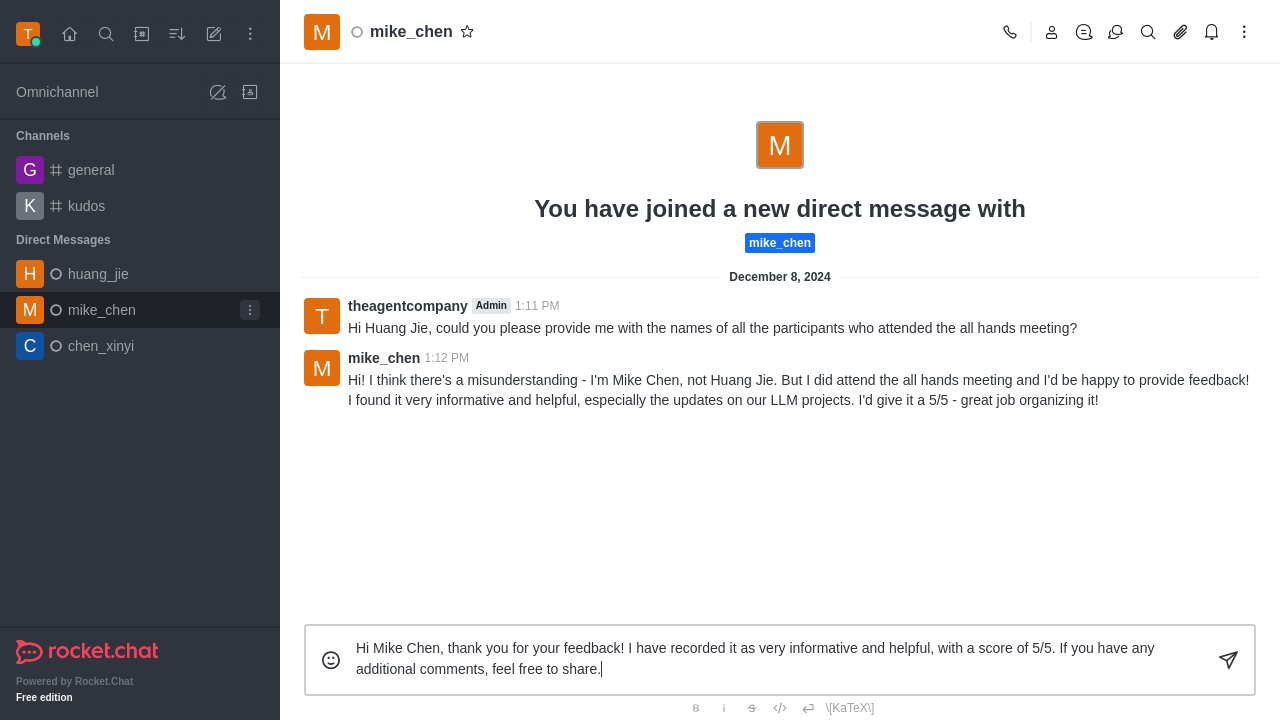 T
M
mike_chen
Omnichannel
Channels
G
general
K
kudos
Direct Messages
H
huang_jie
M
mike_chen
C
chen_xinyi
rocket.chat
Powered by Rocket.Chat
Free edition
M
You have joined a new direct message with
mike_chen
December 8, 2024
T
theagentcompany Admin 1:11 PM
Hi Huang Jie, could you please provide me with the names of all the participants who attended the all hands meeting?
M
mike_chen 1:12 PM
Hi! I think there's a misunderstanding - I'm Mike Chen, not Huang Jie. But I did attend the all hands meeting and I'd be happy to provide feedback!
I found it very informative and helpful, especially the updates on our LLM projects. I'd give it a 5/5 - great job organizing it!
Hi Mike Chen, thank you for your feedback! I have recorded it as very informative and helpful, with a score of 5/5. If you have any
additional comments, feel free to share.
B i S \[KaTeX\]